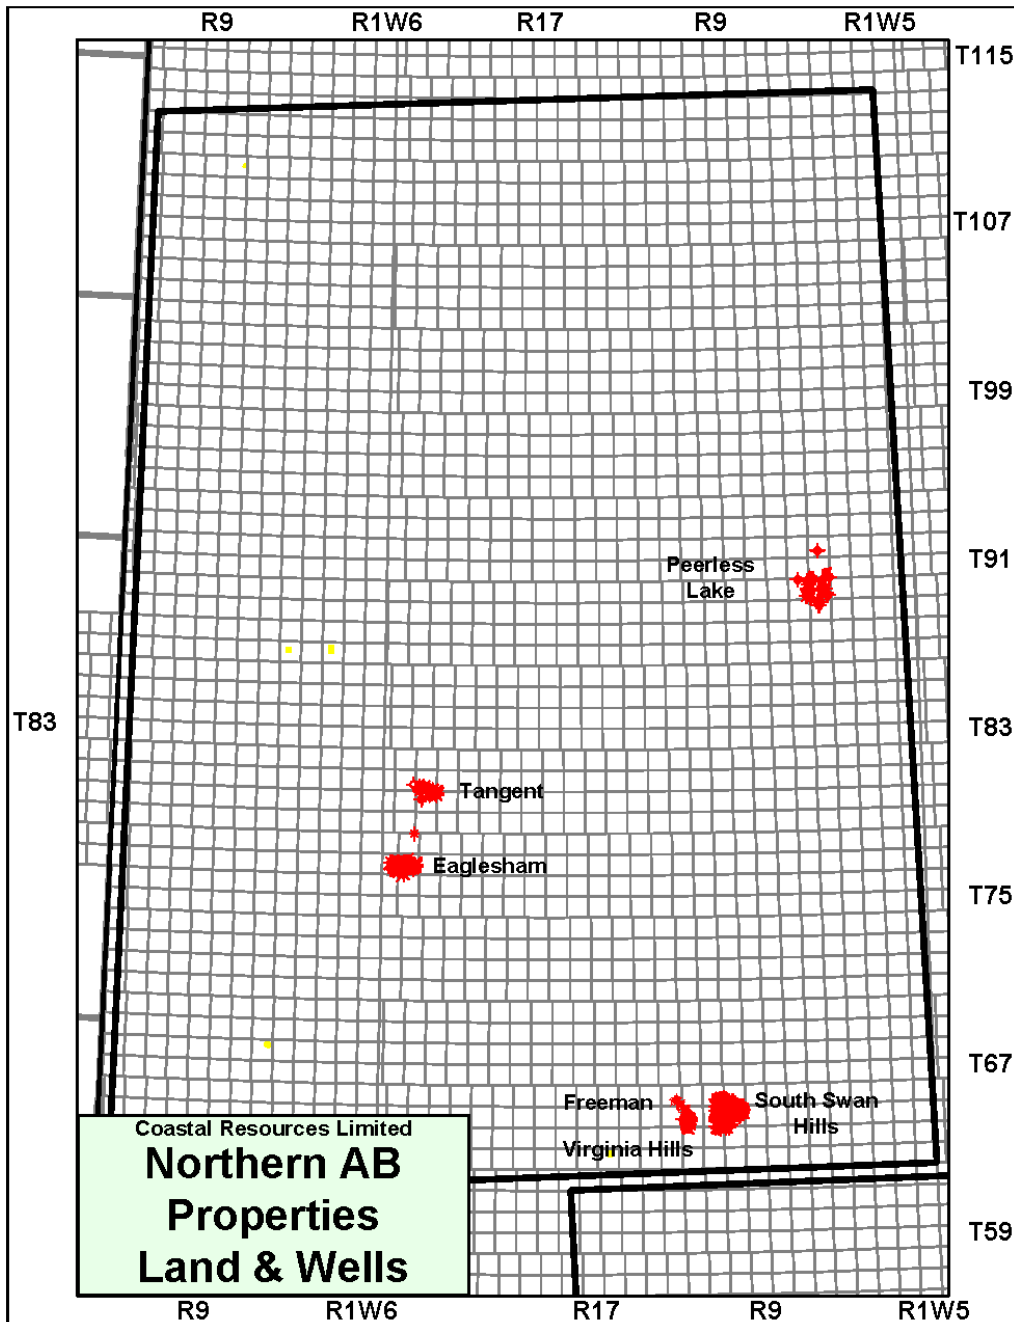 R9 R1W6 R17 R9 R1W5
T115
T107
T99
T91
Peerless
Lake
T83 T83
Tangent
Eaglesham
T75
T67
Freeman
South Swan
Hills
Virginia Hills
Coastal Resources Limited
Northern AB
Properties
Land & Wells
T59
R9 R1W6 R17 R9 R1W5